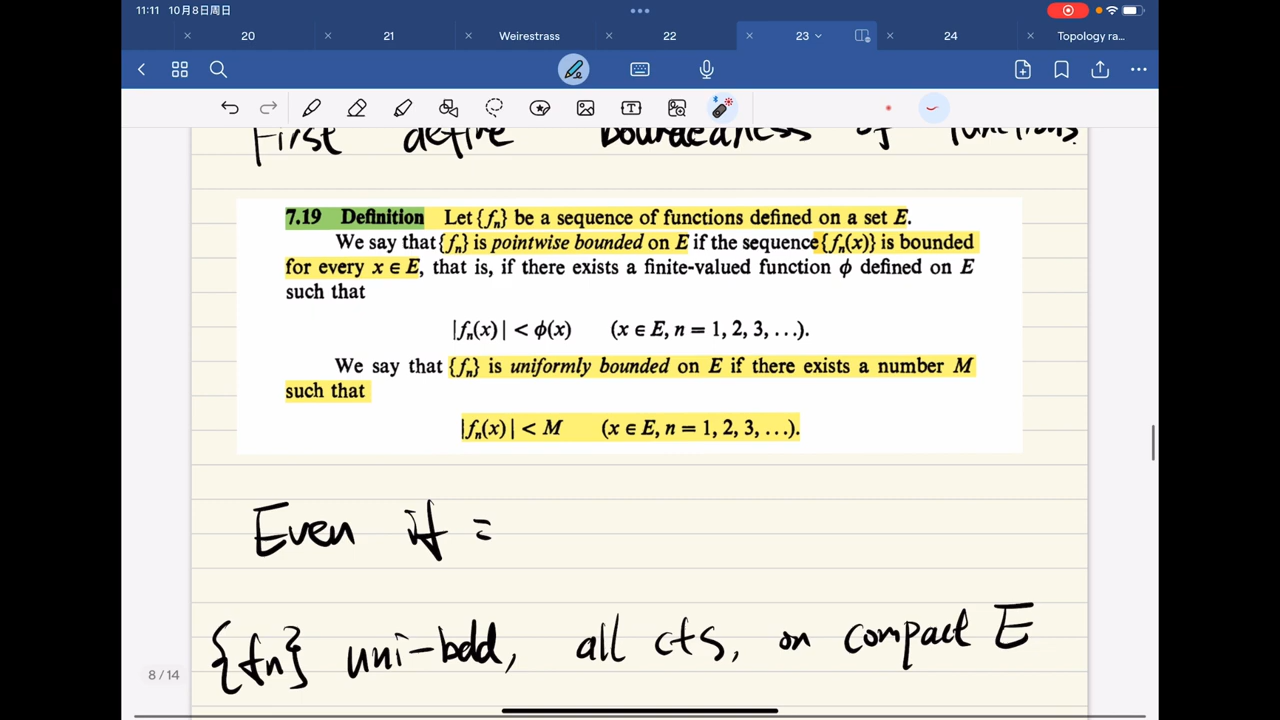 11:11 10月8日周日
20 21 Weirestrass 22 23 24 Topology ra...
First define boundedness of functions.
7.19 Definition Let {fₙ} be a sequence of functions defined on a set E.
We say that {fₙ} is pointwise bounded on E if the sequence {fₙ(x)} is bounded
for every x ∈ E, that is, if there exists a finite-valued function ϕ defined on E
such that
|fₙ(x)| < ϕ(x) (x ∈ E, n = 1, 2, 3, ...).
We say that {fₙ} is uniformly bounded on E if there exists a number M
such that
|fₙ(x)| < M (x ∈ E, n = 1, 2, 3, ...).
Even if =
{fn} uni-bdd, all cts, on compact E
8 / 14